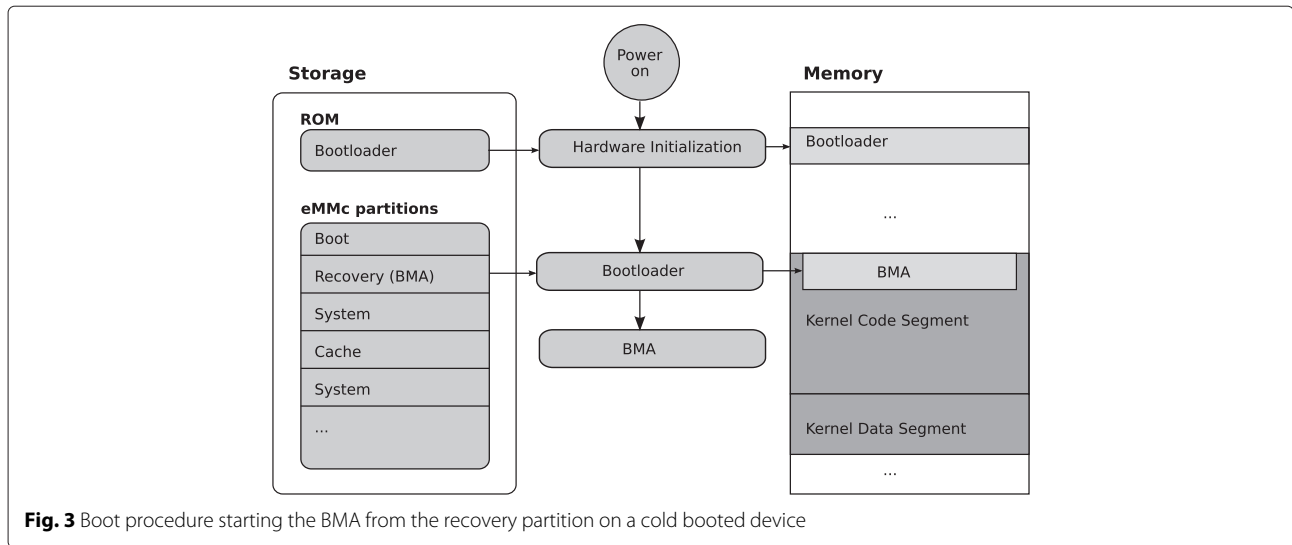 Power
on
Storage
Memory
ROM
Bootloader
Hardware Initialization
Bootloader
eMMc partitions
Boot
Recovery (BMA)
System
Cache
System
...
Bootloader
BMA
...
BMA
Kernel Code Segment
Kernel Data Segment
...
Fig. 3 Boot procedure starting the BMA from the recovery partition on a cold booted device